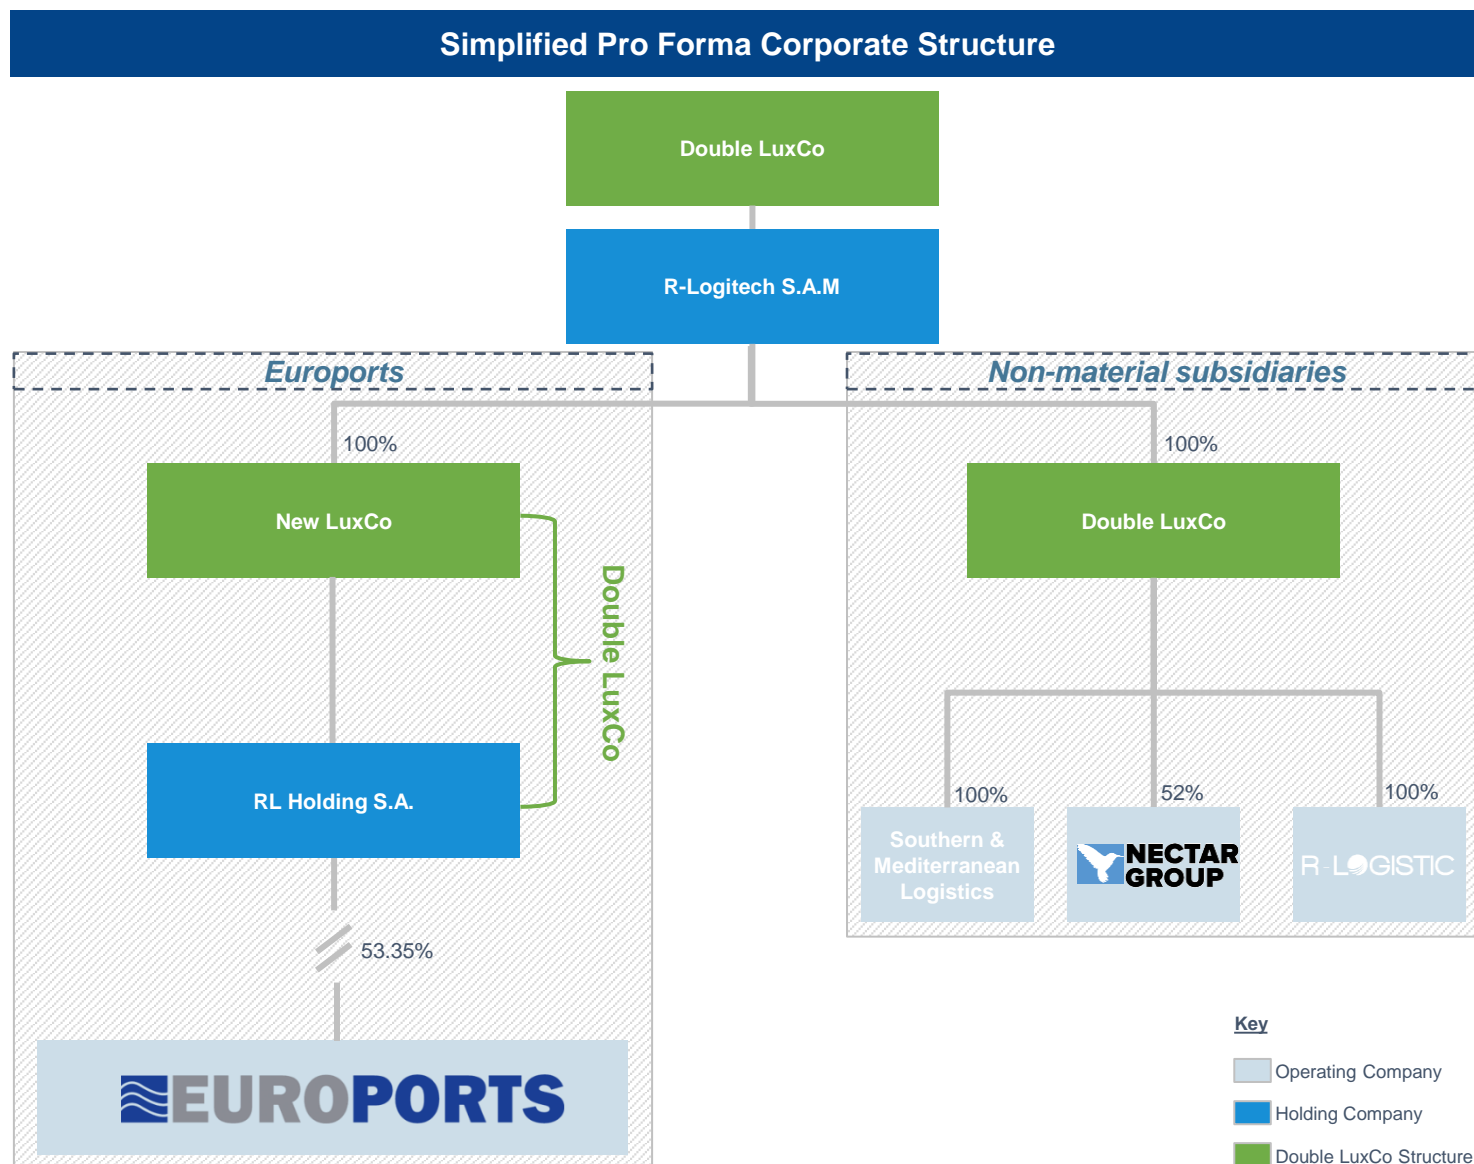 Simplified Pro Forma Corporate Structure
Double LuxCo
R-Logitech S.A.M
Euroports
Non-material subsidiaries
100%
100%
New LuxCo
Double LuxCo
Double LuxCo
RL Holding S.A.
100%
52%
100%
Southern &
Mediterranean
Logistics
NECTAR
GROUP
R-LOGISTIC
53.35%
EUROPORTS
Key
Operating Company
Holding Company
Double LuxCo Structure